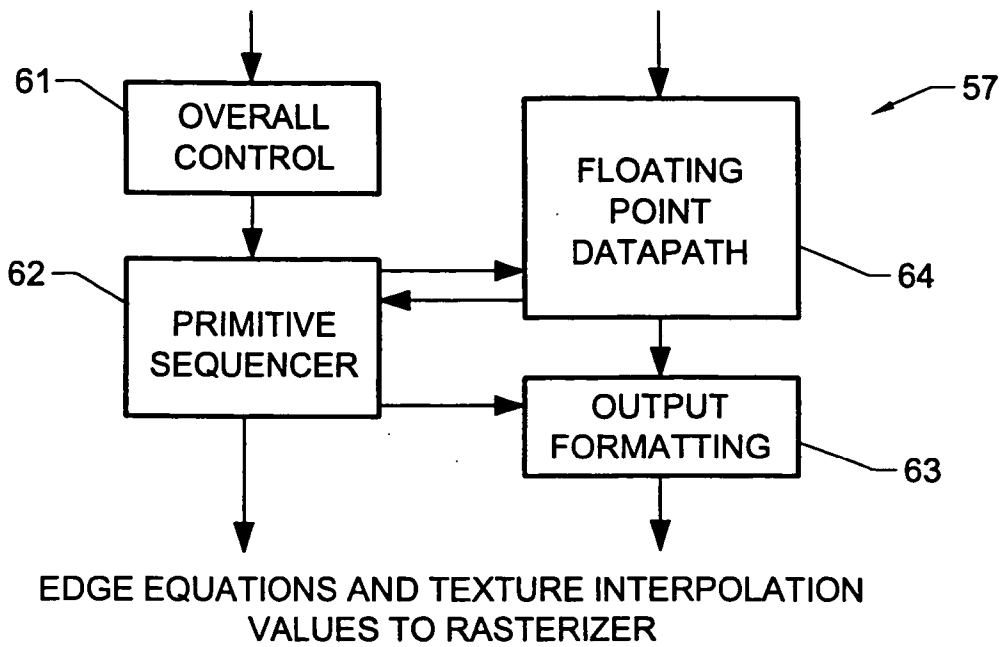 61
OVERALL
CONTROL
57
FLOATING
POINT
DATAPATH
64
62
PRIMITIVE
SEQUENCER
OUTPUT
FORMATTING
63
EDGE EQUATIONS AND TEXTURE INTERPOLATION
VALUES TO RASTERIZER